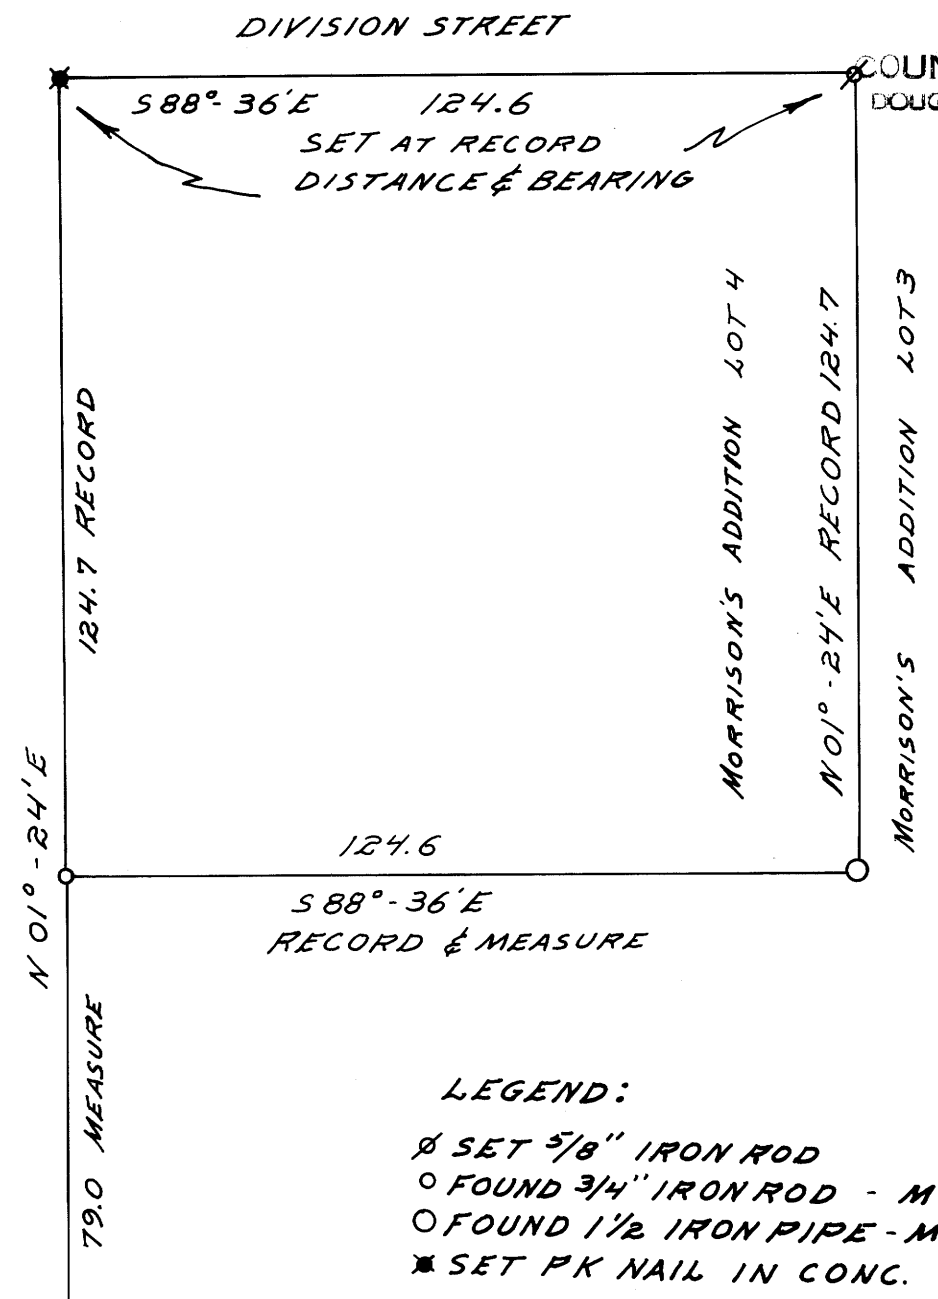 DIVISION STREET
S 88°-36'E 124.6
SET AT RECORD
DISTANCE & BEARING
124.7 RECORD
N 01°-24'E
79.0 MEASURE
MORRISON'S ADDITION LOT 4
N 01°-24'E RECORD 124.7
MORRISON'S ADDITION LOT 3
124.6
S 88°-36'E
RECORD & MEASURE
LEGEND:
SET 5/8" IRON ROD
FOUND 3/4" IRON ROD - M
FOUND 1 1/2 IRON PIPE - M
SET PK NAIL IN CONC.